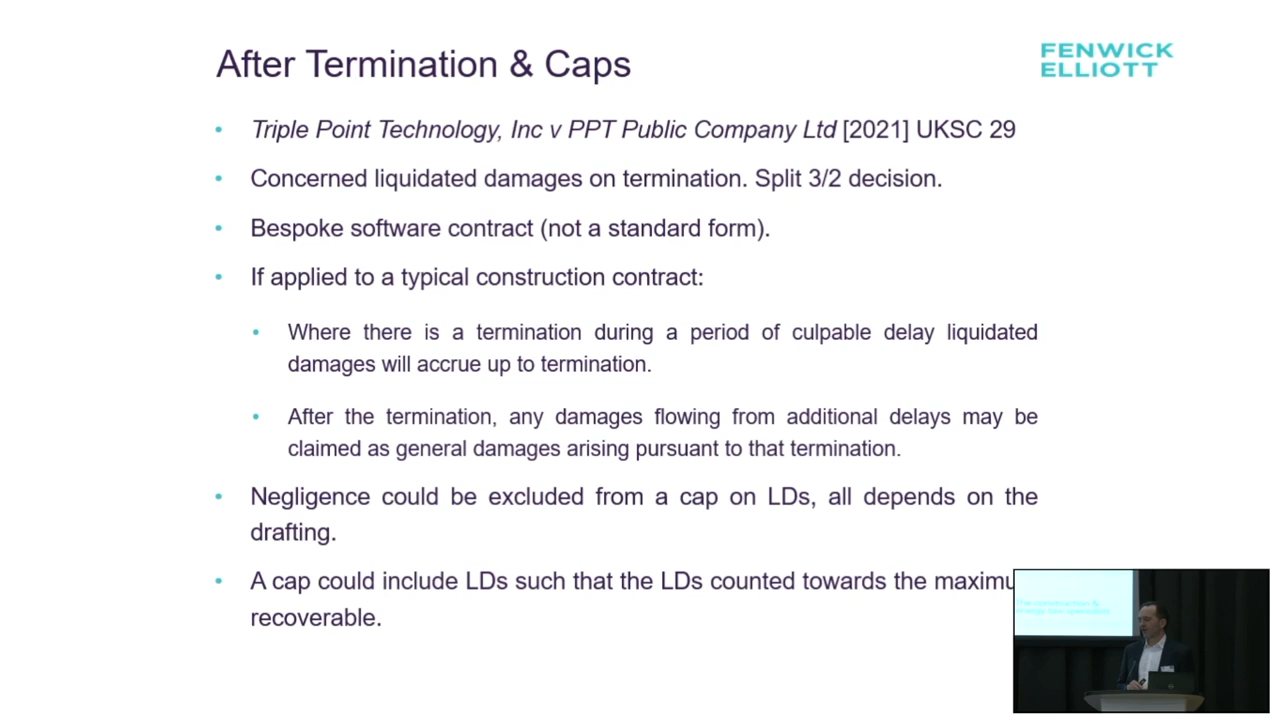 After Termination & Caps
FENWICK
ELLIOTT
• Triple Point Technology, Inc v PPT Public Company Ltd [2021] UKSC 29
• Concerned liquidated damages on termination. Split 3/2 decision.
• Bespoke software contract (not a standard form).
• If applied to a typical construction contract:
• Where there is a termination during a period of culpable delay liquidated
damages will accrue up to termination.
• After the termination, any damages flowing from additional delays may be
claimed as general damages arising pursuant to that termination.
• Negligence could be excluded from a cap on LDs, all depends on the
drafting.
• A cap could include LDs such that the LDs counted towards the maximu
recoverable.
The construction &
energy law specialists